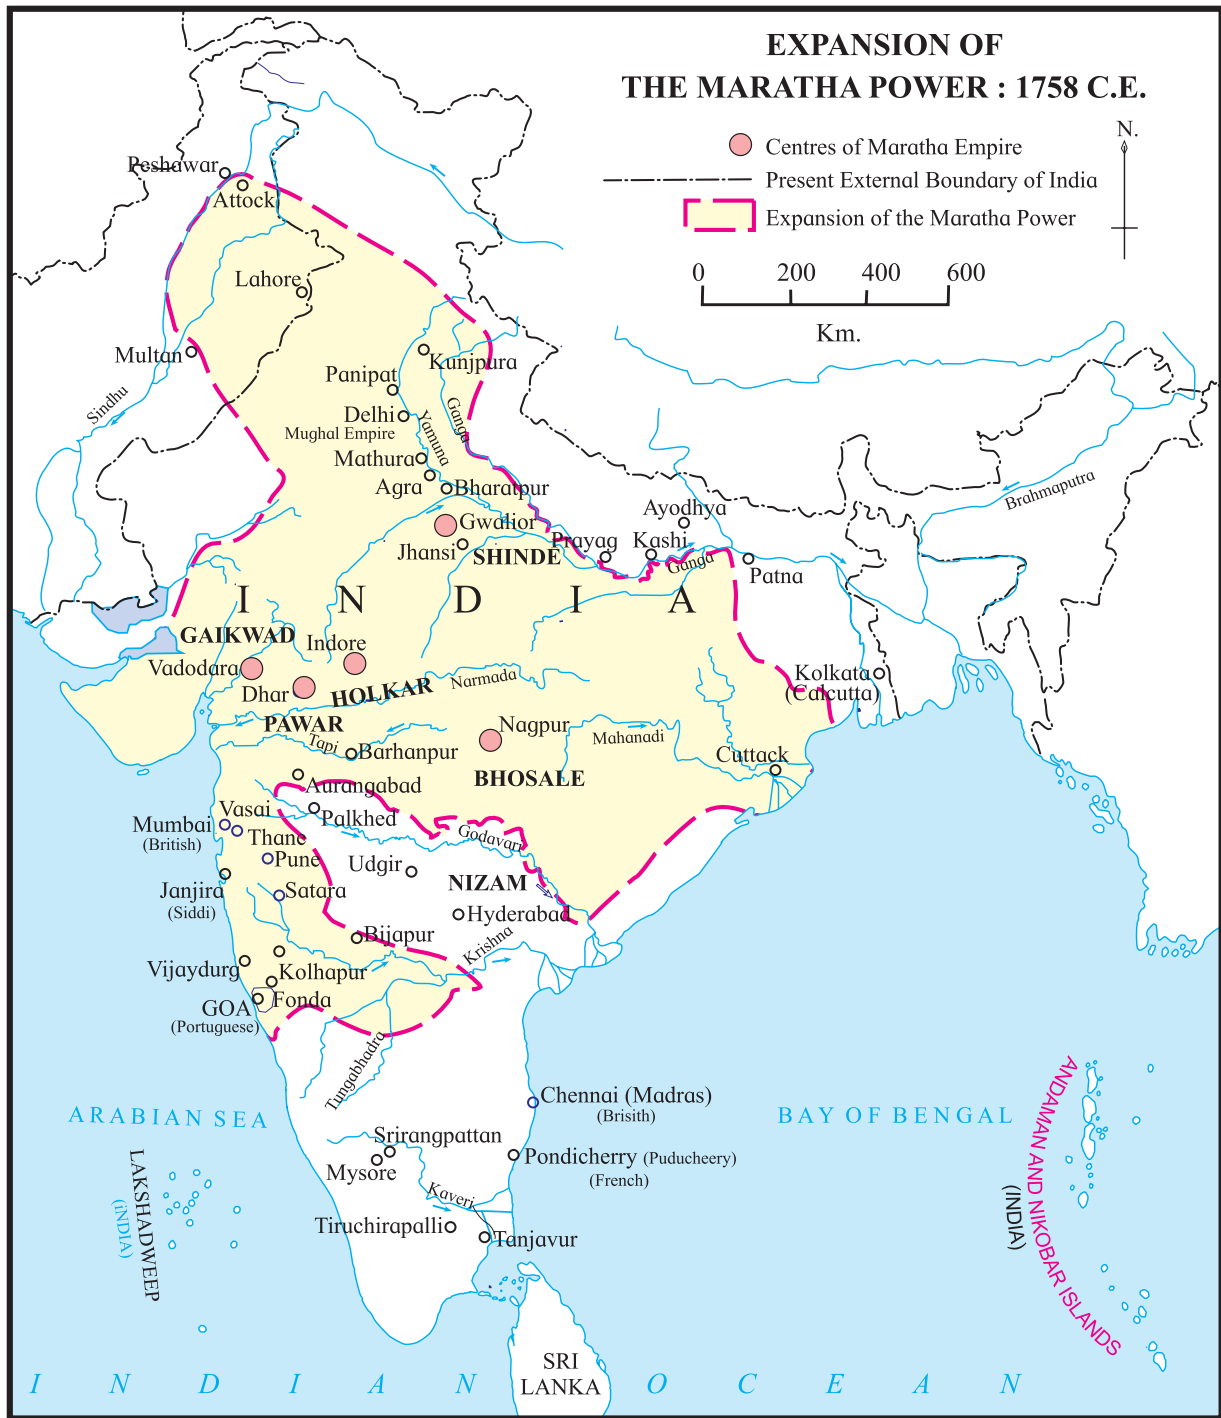 EXPANSION OF
THE MARATHA POWER : 1758 C.E.
N.
Centres of Maratha Empire
Present External Boundary of India
Expansion of the Maratha Power
0 200 400 600
Km.
Peshawar
Attock
Lahore
Multan
Kunjpura
Panipat
Sindhu
Delhi
Ganga
Mughal Empire
Yamuna
Mathura
Agra
Bharatpur
Brahmaputra
Ayodhya
Gwalior
Jhansi
SHINDE
Prayag
Kashi
Ganga
Patna
I N D I A
GAIKWAD
Indore
Vadodara
Dhar
HOLKAR
Narmada
Kolkata
(Calcutta)
PAWAR
Nagpur
Tapi
Barhanpur
Mahanadi
Cuttack
BHOSALE
Aurangabad
Vasai
Palkhed
Mumbai
(British)
Thane
Godavari
Pune
Udgir
Janjira
(Siddi)
Satara
NIZAM
Hyderabad
Bijapur
Krishna
Vijaydurg
Kolhapur
Fonda
GOA
(Portuguese)
Tungabhadra
Chennai (Madras)
(Brisith)
ARABIAN SEA
BAY OF BENGAL
Srirangpattan
Mysore
Pondicherry (Puducheery)
(French)
Kaveri
Tiruchirapalli
Tanjavur
LAKSHADWEEP
(iNDIA)
ANDAMAN AND NIKOBAR ISLANDS
(INDIA)
SRI
LANKA
I N D I A N O C E A N